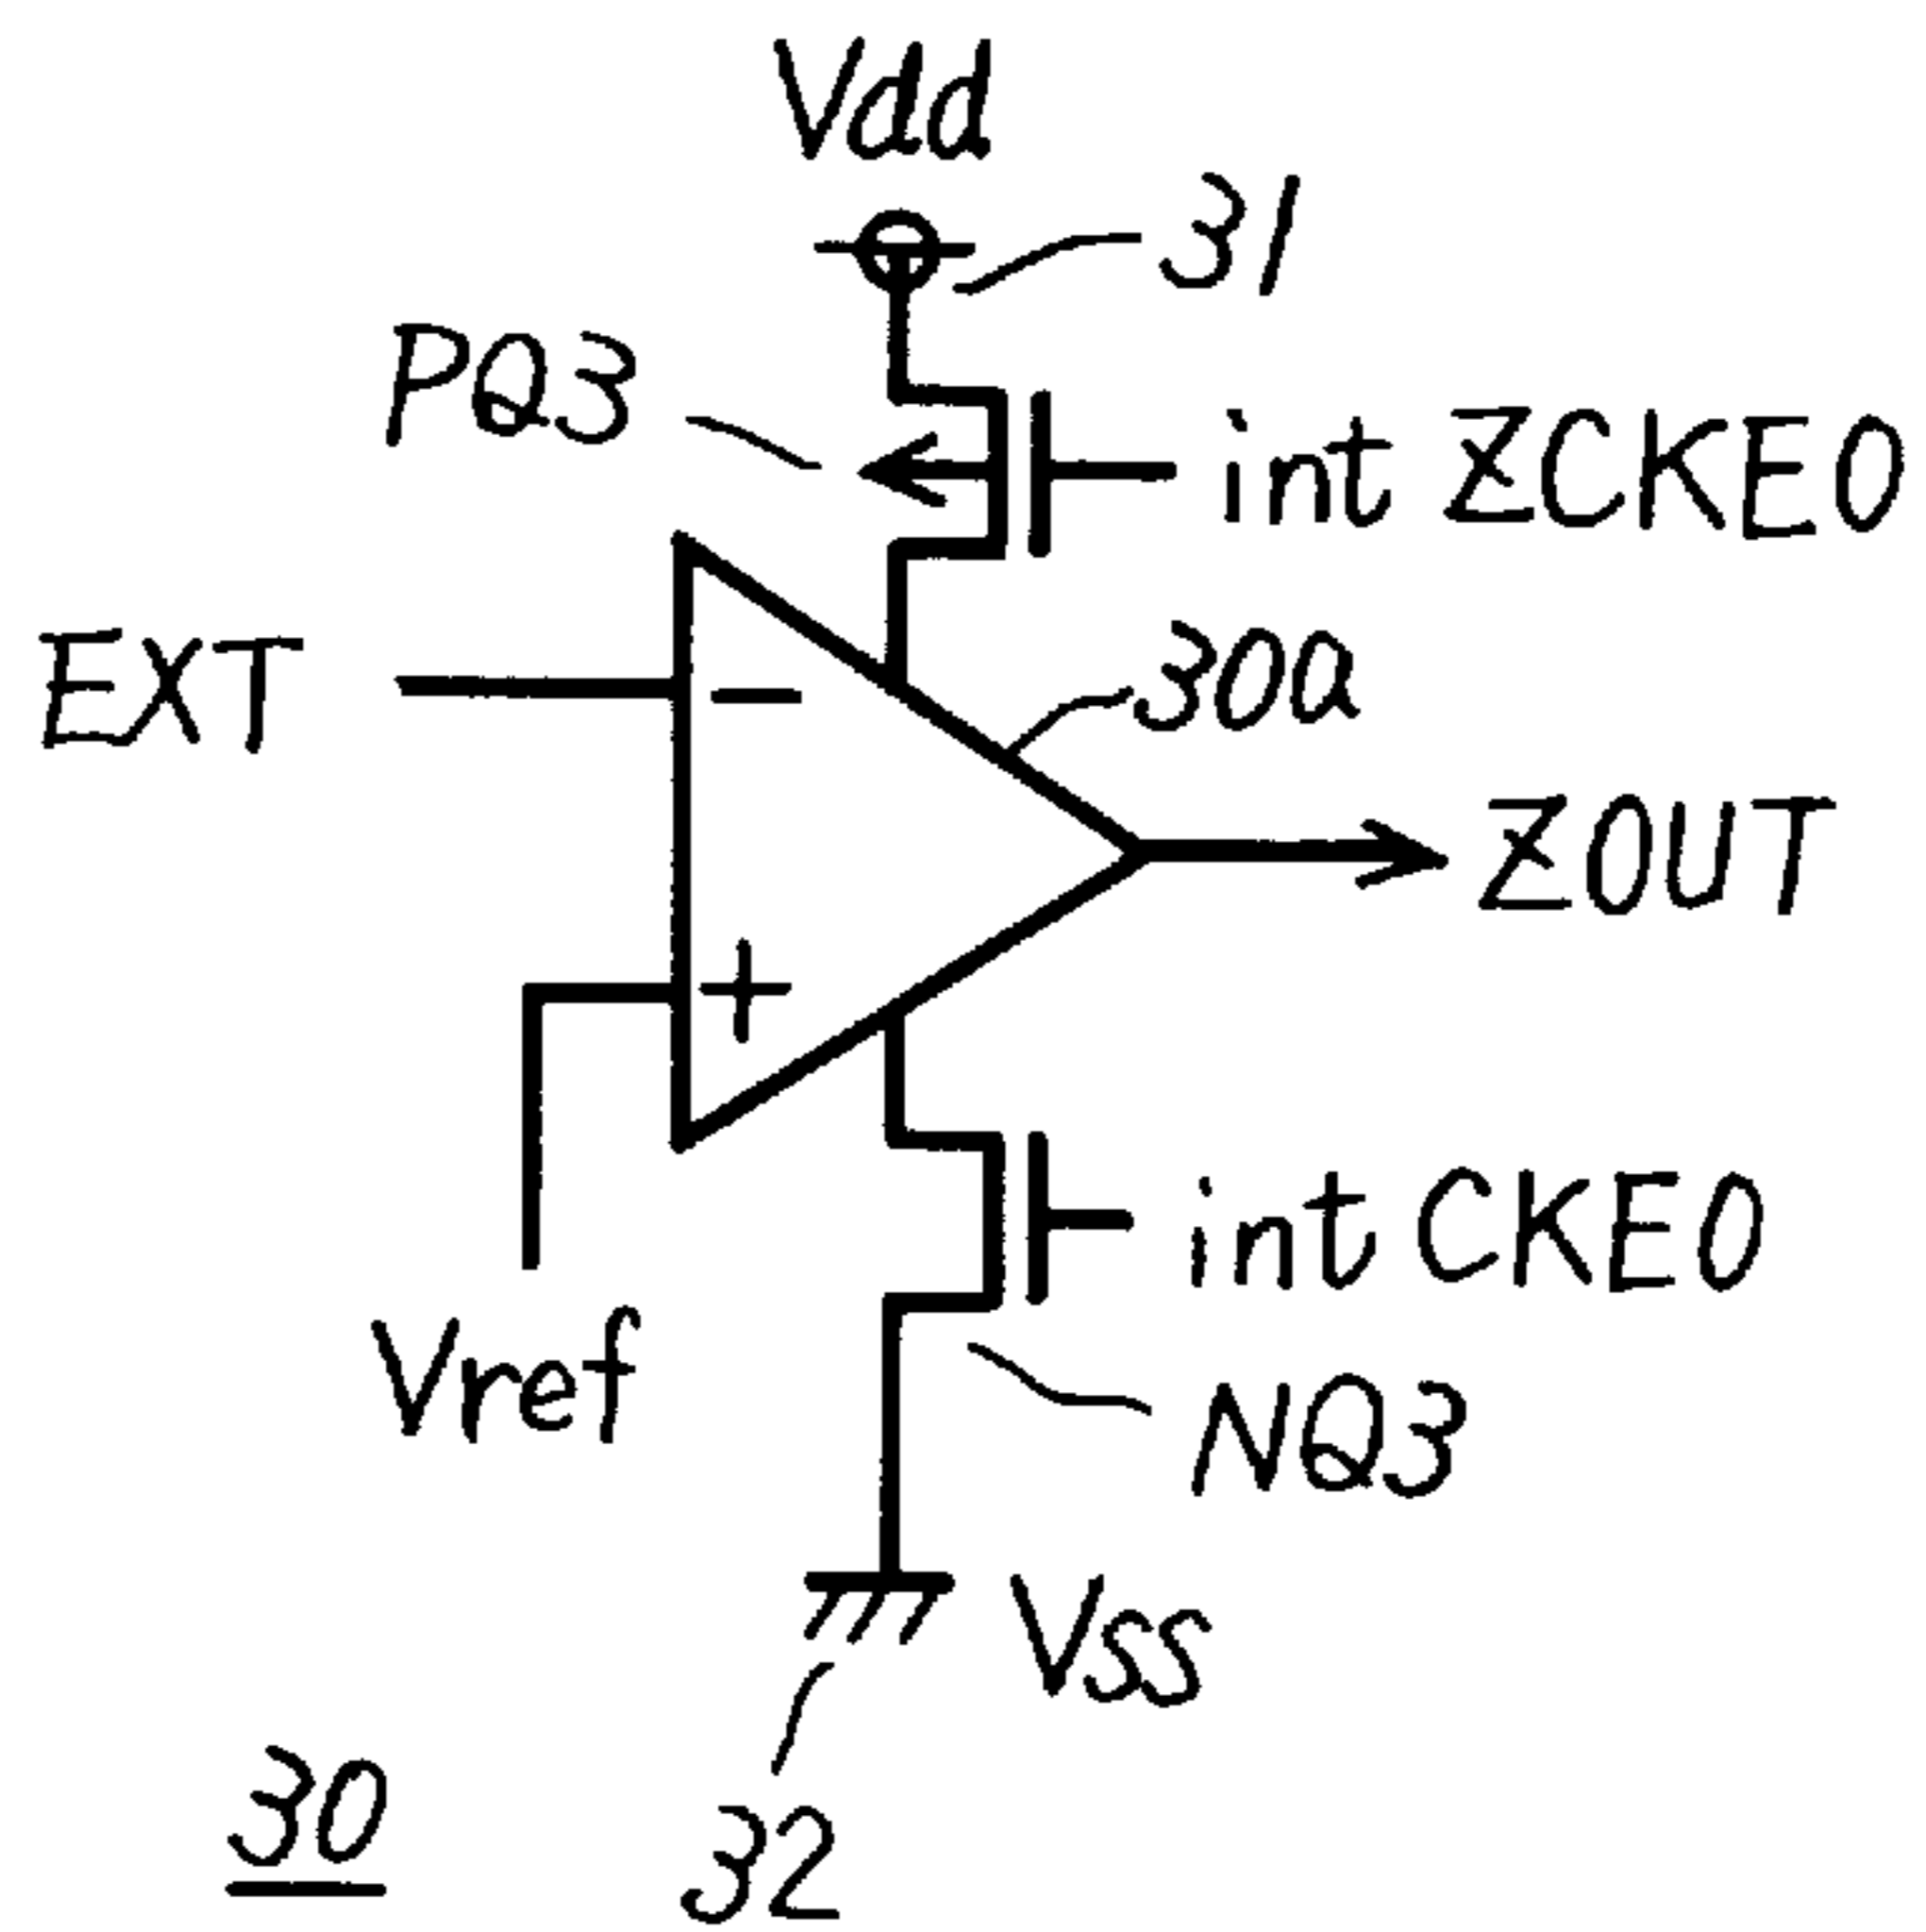 Vdd
31
PQ3
int ZCKE0
EXT
−
30a
ZOUT
+
int CKE0
Vref
NQ3
Vss
30
32